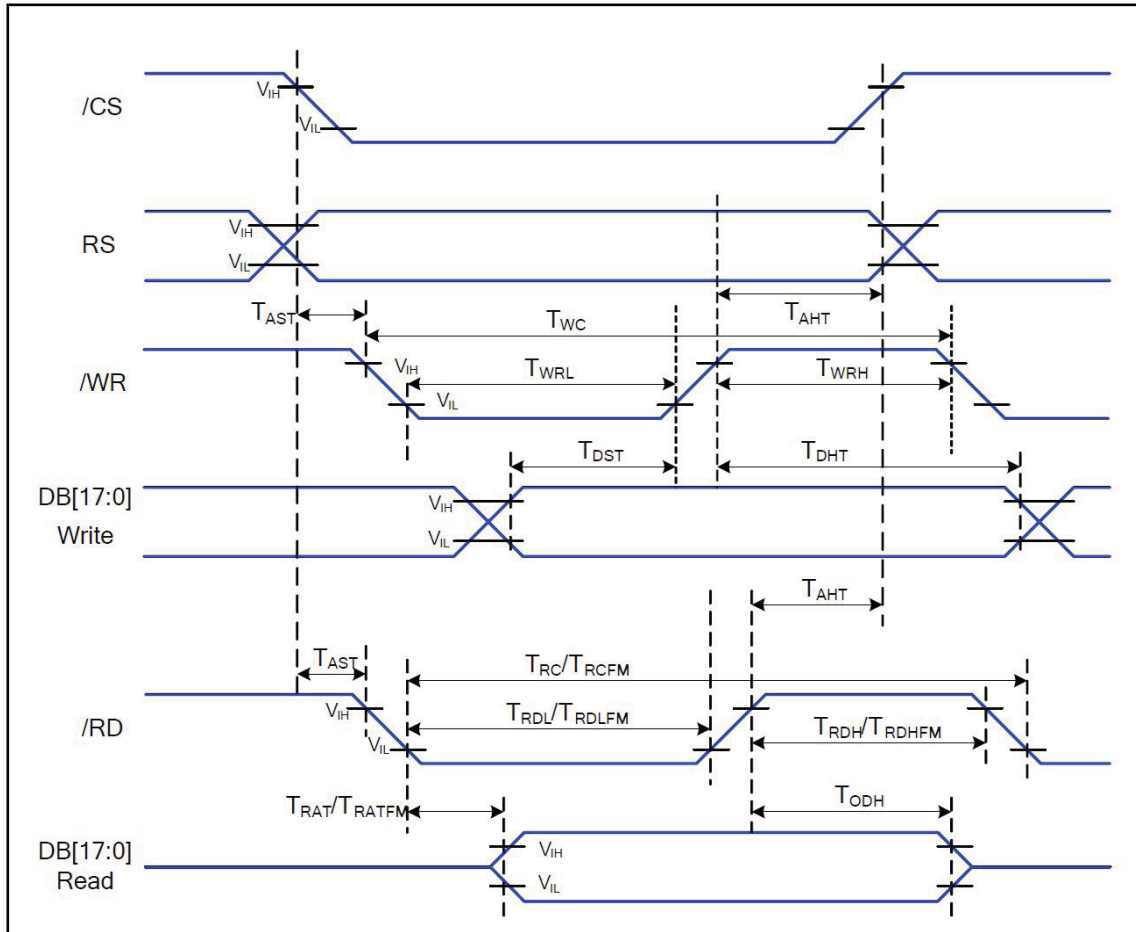 /CS
VIH
VIL
RS
VIH
VIL
TAST
TWC
TAHT
/WR
VIH
VIL
TWRL
TWRH
TDST
TDHT
DB[17:0]
Write
VIH
VIL
TAHT
TAST
TRC/TRCFM
/RD
VIH
VIL
TRDL/TRDLFM
TRDH/TRDHFM
TRAT/TRATFM
TODH
DB[17:0]
Read
VIH
VIL